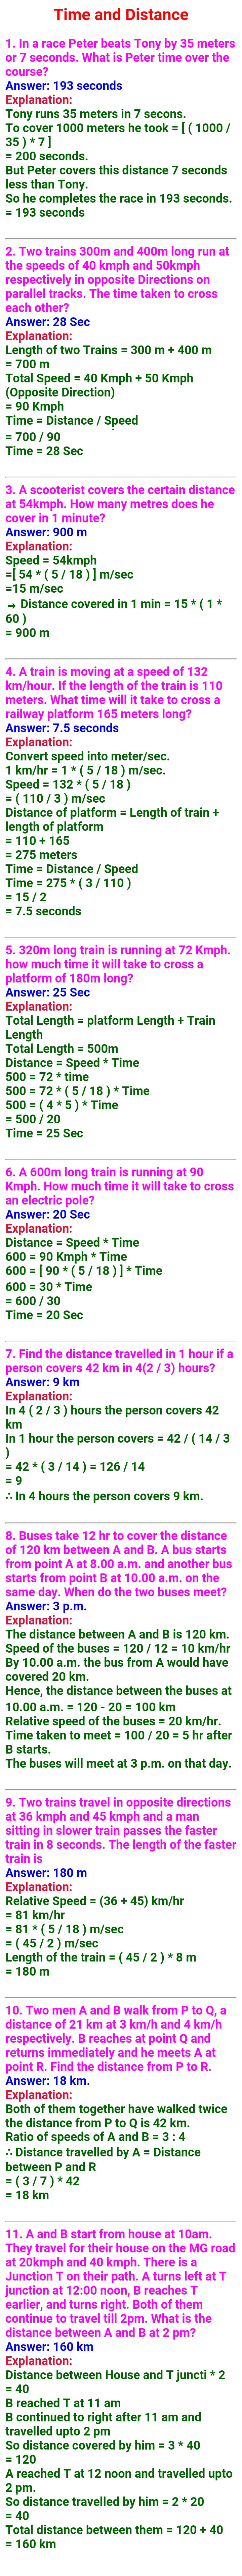 Time and Distance
1. In a race Peter beats Tony by 35 meters
or 7 seconds. What is Peter time over the
course?
Answer: 193 seconds
Explanation:
Tony runs 35 meters in 7 secons.
To cover 1000 meters he took = [ ( 1000 /
35 ) * 7 ]
= 200 seconds.
But Peter covers this distance 7 seconds
less than Tony.
So he completes the race in 193 seconds.
= 193 seconds
2. Two trains 300m and 400m long run at
the speeds of 40 kmph and 50kmph
respectively in opposite Directions on
parallel tracks. The time taken to cross
each other?
Answer: 28 Sec
Explanation:
Length of two Trains = 300 m + 400 m
= 700 m
Total Speed = 40 Kmph + 50 Kmph
(Opposite Direction)
= 90 Kmph
Time = Distance / Speed
= 700 / 90
Time = 28 Sec
3. A scooterist covers the certain distance
at 54kmph. How many metres does he
cover in 1 minute?
Answer: 900 m
Explanation:
Speed = 54kmph
=[ 54 * ( 5 / 18 ) ] m/sec
=15 m/sec
⇒ Distance covered in 1 min = 15 * ( 1 *
60 )
= 900 m
4. A train is moving at a speed of 132
km/hour. If the length of the train is 110
meters. What time will it take to cross a
railway platform 165 meters long?
Answer: 7.5 seconds
Explanation:
Convert speed into meter/sec.
1 km/hr = 1 * ( 5 / 18 ) m/sec.
Speed = 132 * ( 5 / 18 )
= ( 110 / 3 ) m/sec
Distance of platform = Length of train +
length of platform
= 110 + 165
= 275 meters
Time = Distance / Speed
Time = 275 * ( 3 / 110 )
= 15 / 2
= 7.5 seconds
5. 320m long train is running at 72 Kmph.
how much time it will take to cross a
platform of 180m long?
Answer: 25 Sec
Explanation:
Total Length = platform Length + Train
Length
Total Length = 500m
Distance = Speed * Time
500 = 72 * time
500 = 72 * ( 5 / 18 ) * Time
500 = ( 4 * 5 ) * Time
= 500 / 20
Time = 25 Sec
6. A 600m long train is running at 90
Kmph. How much time it will take to cross
an electric pole?
Answer: 20 Sec
Explanation:
Distance = Speed * Time
600 = 90 Kmph * Time
600 = [ 90 * ( 5 / 18 ) ] * Time
600 = 30 * Time
= 600 / 30
Time = 20 Sec
7. Find the distance travelled in 1 hour if a
person covers 42 km in 4(2 / 3) hours?
Answer: 9 km
Explanation:
In 4 ( 2 / 3 ) hours the person covers 42
km
In 1 hour the person covers = 42 / ( 14 / 3
)
= 42 * ( 3 / 14 ) = 126 / 14
= 9
∴ In 4 hours the person covers 9 km.
8. Buses take 12 hr to cover the distance
of 120 km between A and B. A bus starts
from point A at 8.00 a.m. and another bus
starts from point B at 10.00 a.m. on the
same day. When do the two buses meet?
Answer: 3 p.m.
Explanation:
The distance between A and B is 120 km.
Speed of the buses = 120 / 12 = 10 km/hr
By 10.00 a.m. the bus from A would have
covered 20 km.
Hence, the distance between the buses at
10.00 a.m. = 120 - 20 = 100 km
Relative speed of the buses = 20 km/hr.
Time taken to meet = 100 / 20 = 5 hr after
B starts.
The buses will meet at 3 p.m. on that day.
9. Two trains travel in opposite directions
at 36 kmph and 45 kmph and a man
sitting in slower train passes the faster
train in 8 seconds. The length of the faster
train is
Answer: 180 m
Explanation:
Relative Speed = (36 + 45) km/hr
= 81 km/hr
= 81 * ( 5 / 18 ) m/sec
= ( 45 / 2 ) m/sec
Length of the train = ( 45 / 2 ) * 8 m
= 180 m
10. Two men A and B walk from P to Q, a
distance of 21 km at 3 km/h and 4 km/h
respectively. B reaches at point Q and
returns immediately and he meets A at
point R. Find the distance from P to R.
Answer: 18 km.
Explanation:
Both of them together have walked twice
the distance from P to Q is 42 km.
Ratio of speeds of A and B = 3 : 4
∴ Distance travelled by A = Distance
between P and R
= ( 3 / 7 ) * 42
= 18 km
11. A and B start from house at 10am.
They travel for their house on the MG road
at 20kmph and 40 kmph. There is a
Junction T on their path. A turns left at T
junction at 12:00 noon, B reaches T
earlier, and turns right. Both of them
continue to travel till 2pm. What is the
distance between A and B at 2 pm?
Answer: 160 km
Explanation:
Distance between House and T juncti * 2
= 40
B reached T at 11 am
B continued to right after 11 am and
travelled upto 2 pm
So distance covered by him = 3 * 40
= 120
A reached T at 12 noon and travelled upto
2 pm.
So distance travelled by him = 2 * 20
= 40
Total distance between them = 120 + 40
= 160 km